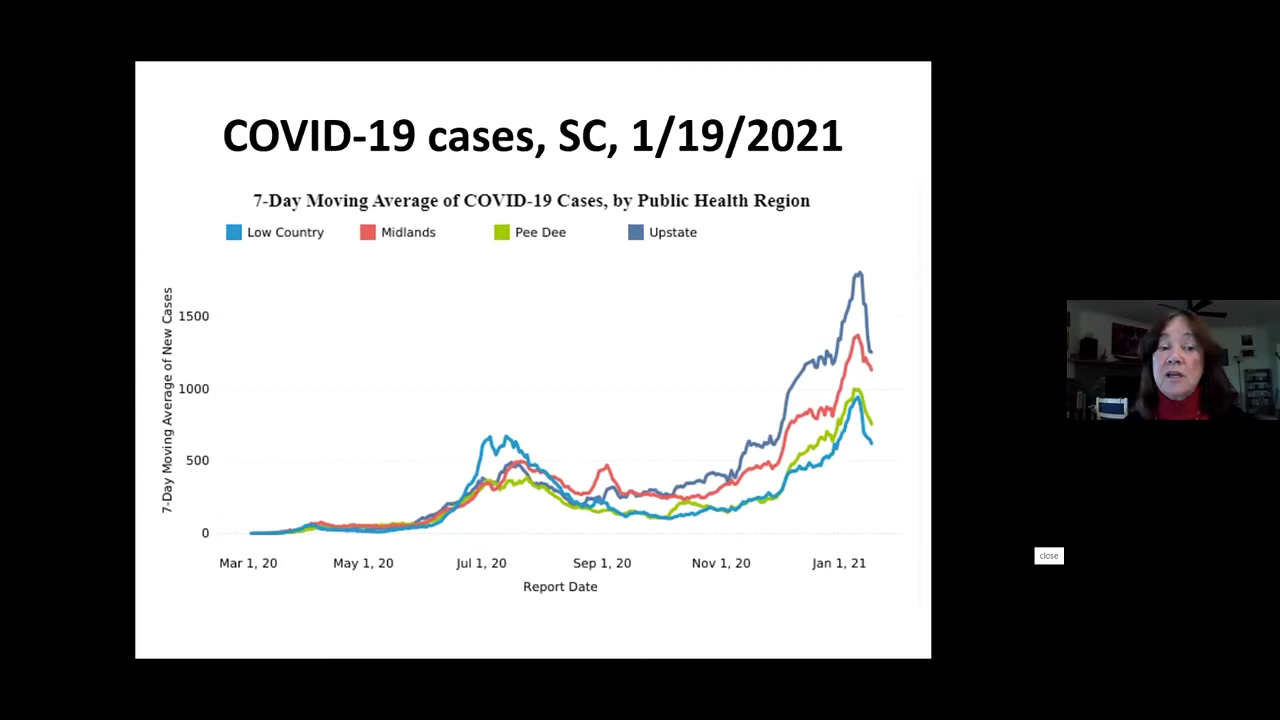 COVID-19 cases, SC, 1/19/2021
7-Day Moving Average of COVID-19 Cases, by Public Health Region
Low Country
Midlands
Pee Dee
Upstate
7-Day Moving Average of New Cases
1500
1000
500
0
Mar 1, 20
May 1, 20
Jul 1, 20
Sep 1, 20
Nov 1, 20
Jan 1, 21
Report Date
close